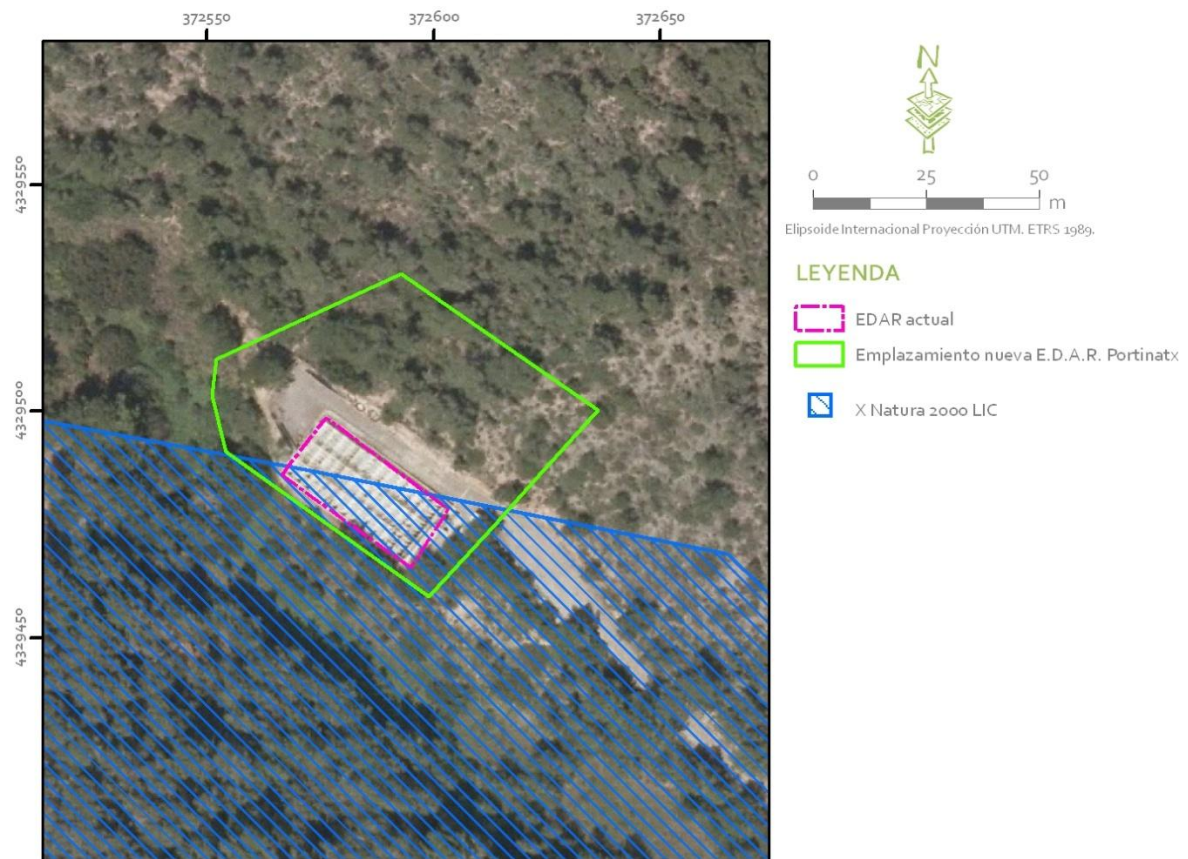 372550 372600 372650
4329550
4329500
4329450
N
0 25 50
m
Elipsoide Internacional Proyección UTM. ETRS 1989.
LEYENDA
EDAR actual
Emplazamiento nueva E.D.A.R. Portinatx
X Natura 2000 LIC